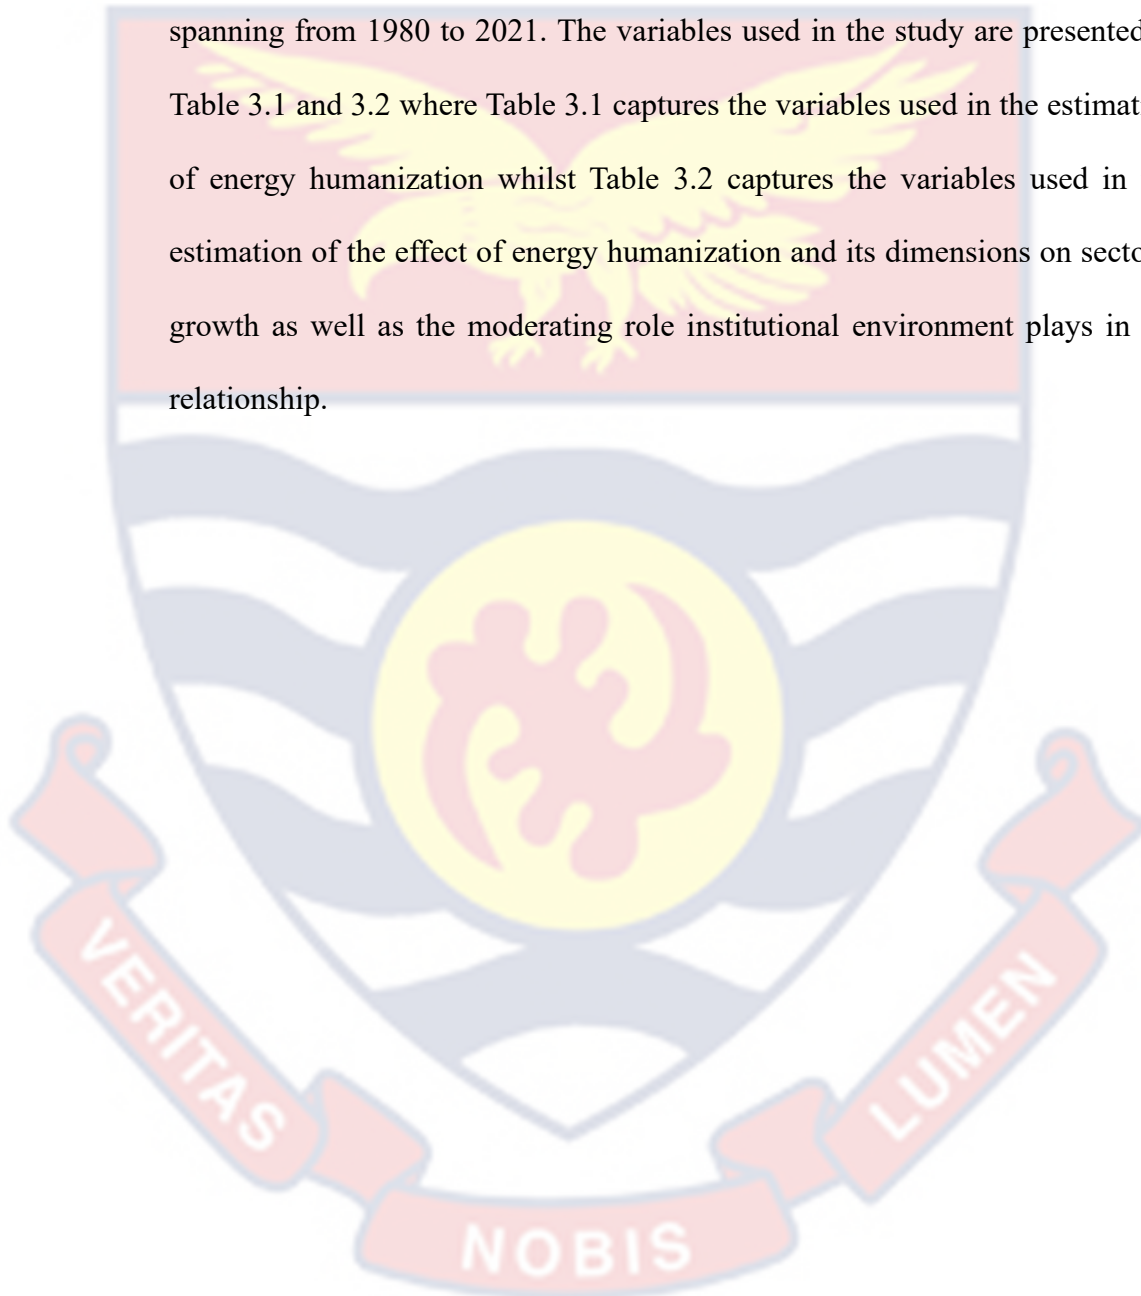 spanning from 1980 to 2021. The variables used in the study are presented
Table 3.1 and 3.2 where Table 3.1 captures the variables used in the
of energy humanization whilst Table 3.2 captures the variables used in
estimation of the effect of energy humanization and its dimensions on
growth as well as the moderating role institutional environment plays in
relationship.
VERITAS
NOBIS
LUMEN